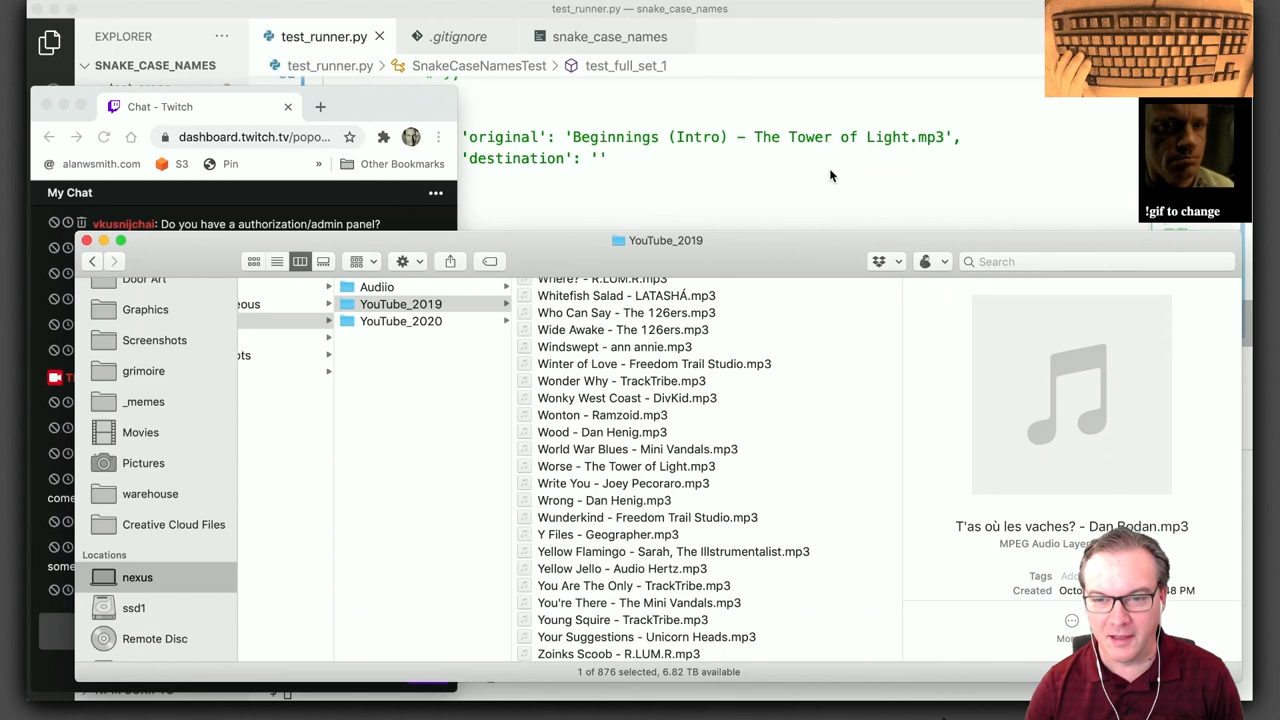 test_runner.py — snake_case_names
EXPLORER
test_runner.py
.gitignore
snake_case_names
SNAKE_CASE_NAMES
test_runner.py
SnakeCaseNamesTest
test_full_set_1
Chat - Twitch
dashboard.twitch.tv/popo
alanwsmith.com
S3
Pin
»
Other Bookmarks
'original': 'Beginnings (Intro) - The Tower of Light.mp3',
'destination': ''
!gif to change
My Chat
vkusnijchai: Do you have a authorization/admin panel?
come
some
YouTube_2019
Search
Door Art
Graphics
Screenshots
grimoire
_memes
Movies
Pictures
warehouse
Creative Cloud Files
Locations
nexus
ssd1
Remote Disc
eous
ots
Audiio
YouTube_2019
YouTube_2020
Where? - R.LUM.R.mp3
Whitefish Salad - LATASHÁ.mp3
Who Can Say - The 126ers.mp3
Wide Awake - The 126ers.mp3
Windswept - ann annie.mp3
Winter of Love - Freedom Trail Studio.mp3
Wonder Why - TrackTribe.mp3
Wonky West Coast - DivKid.mp3
Wonton - Ramzoid.mp3
Wood - Dan Henig.mp3
World War Blues - Mini Vandals.mp3
Worse - The Tower of Light.mp3
Write You - Joey Pecoraro.mp3
Wrong - Dan Henig.mp3
Wunderkind - Freedom Trail Studio.mp3
Y Files - Geographer.mp3
Yellow Flamingo - Sarah, The Illstrumentalist.mp3
Yellow Jello - Audio Hertz.mp3
You Are The Only - TrackTribe.mp3
You're There - The Mini Vandals.mp3
Young Squire - TrackTribe.mp3
Your Suggestions - Unicorn Heads.mp3
Zoinks Scoob - R.LUM.R.mp3
T'as où les vaches? - Dan Bodan.mp3
MPEG Audio Layer
Tags
Created
PM
1 of 876 selected, 6.82 TB available